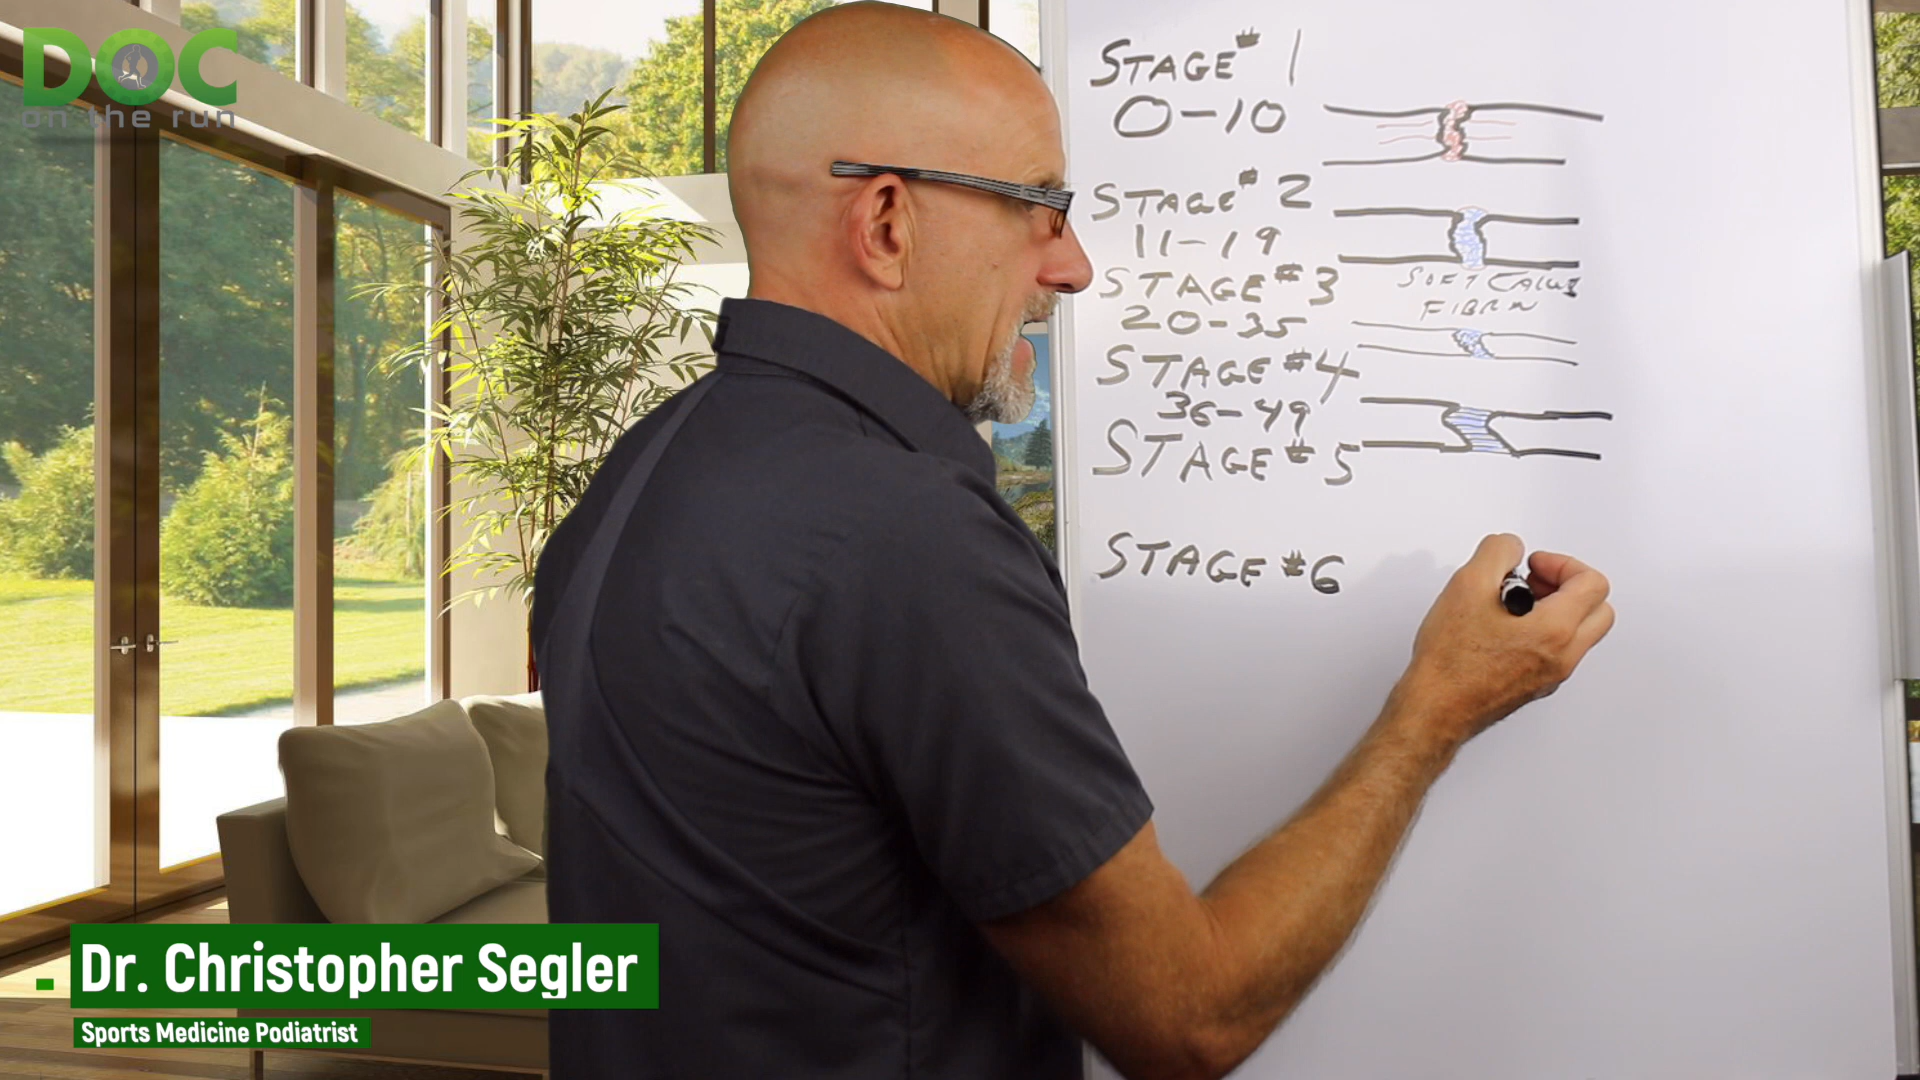 DOC
on the run
STAGE # 1
0-10
STAGE # 2
11-19
SOFT CALLUS
FIBRIN
STAGE #3
20-35
STAGE #4
36-49
STAGE # 5
STAGE #6
Dr. Christopher Segler
Sports Medicine Podiatrist